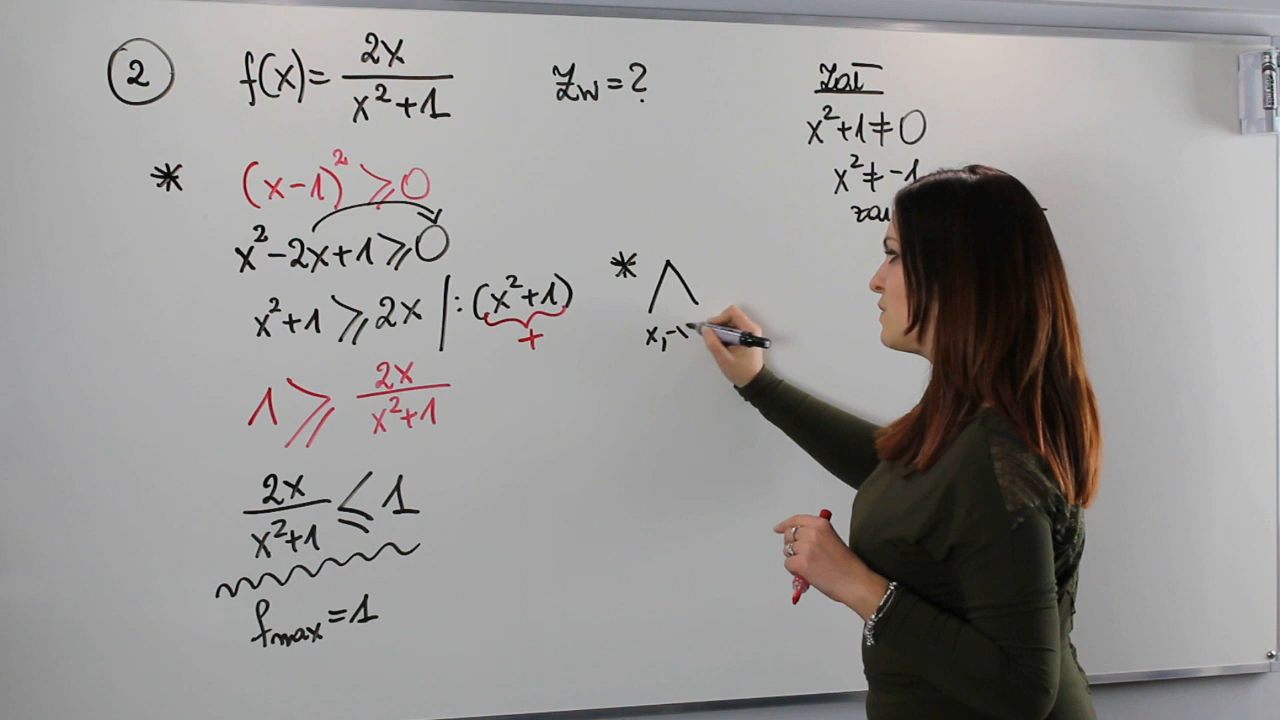 2 f(x)= 2x / x²+1 Zw=?
* (x-1)² ⩾ 0
x²-2x+1 ⩾ 0
x²+1 ⩾ 2x |:(x²+1)
+
1 ⩾ 2x / x²+1
2x / x²+1 ≤ 1
fmax=1
* ⋀
x,-1
Zał
x²+1≠0
x²≠-1